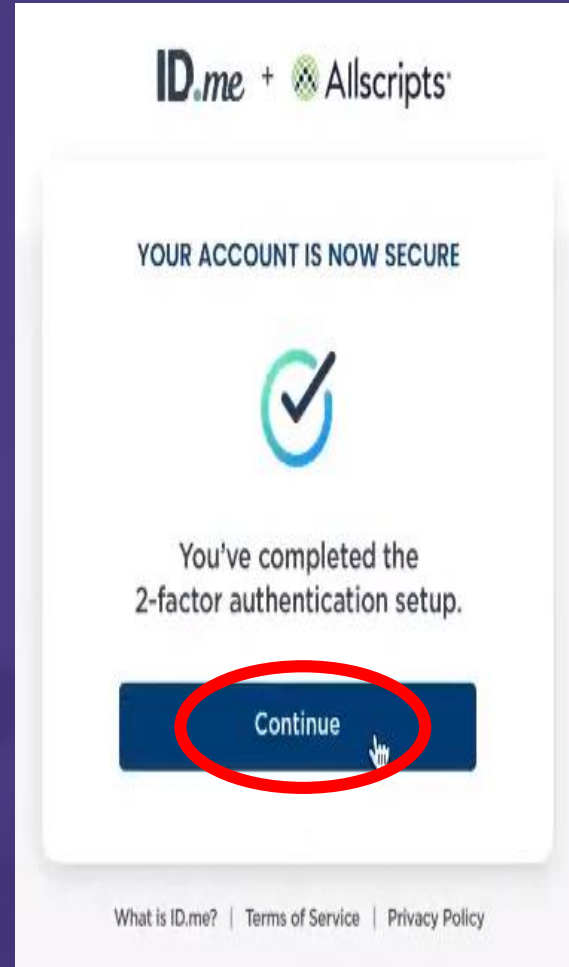 ID.me + Allscripts
YOUR ACCOUNT IS NOW SECURE
You've completed the
2-factor authentication setup.
Continue
What is ID.me? | Terms of Service | Privacy Policy